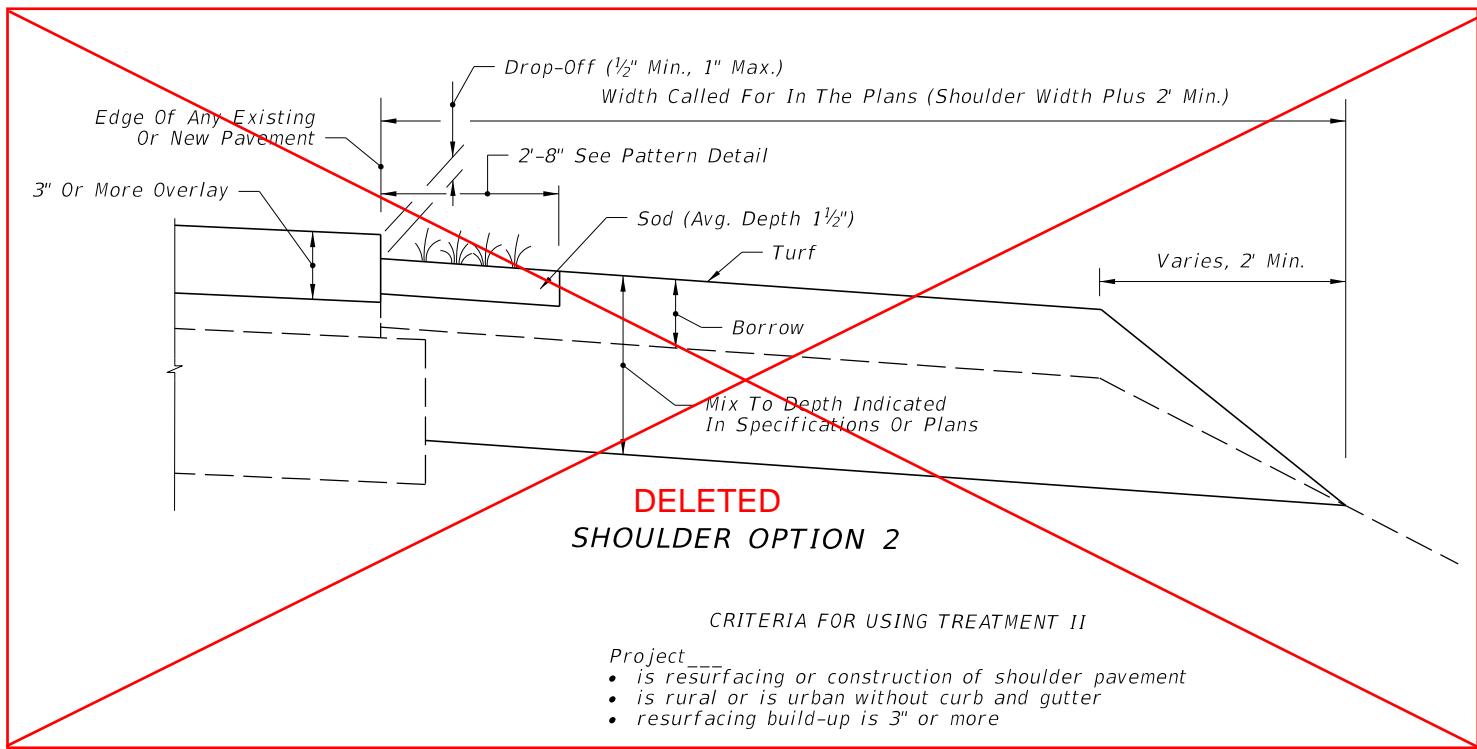 Drop-Off (½" Min., 1" Max.)
Width Called For In The Plans (Shoulder Width Plus 2' Min.)
Edge Of Any Existing
Or New Pavement
2'-8" See Pattern Detail
3" Or More Overlay
Sod (Avg. Depth 1½")
Turf
Varies, 2' Min.
Borrow
Mix To Depth Indicated
In Specifications Or Plans
DELETED
SHOULDER OPTION 2
CRITERIA FOR USING TREATMENT II
Project___
• is resurfacing or construction of shoulder pavement
• is rural or is urban without curb and gutter
• resurfacing build-up is 3" or more